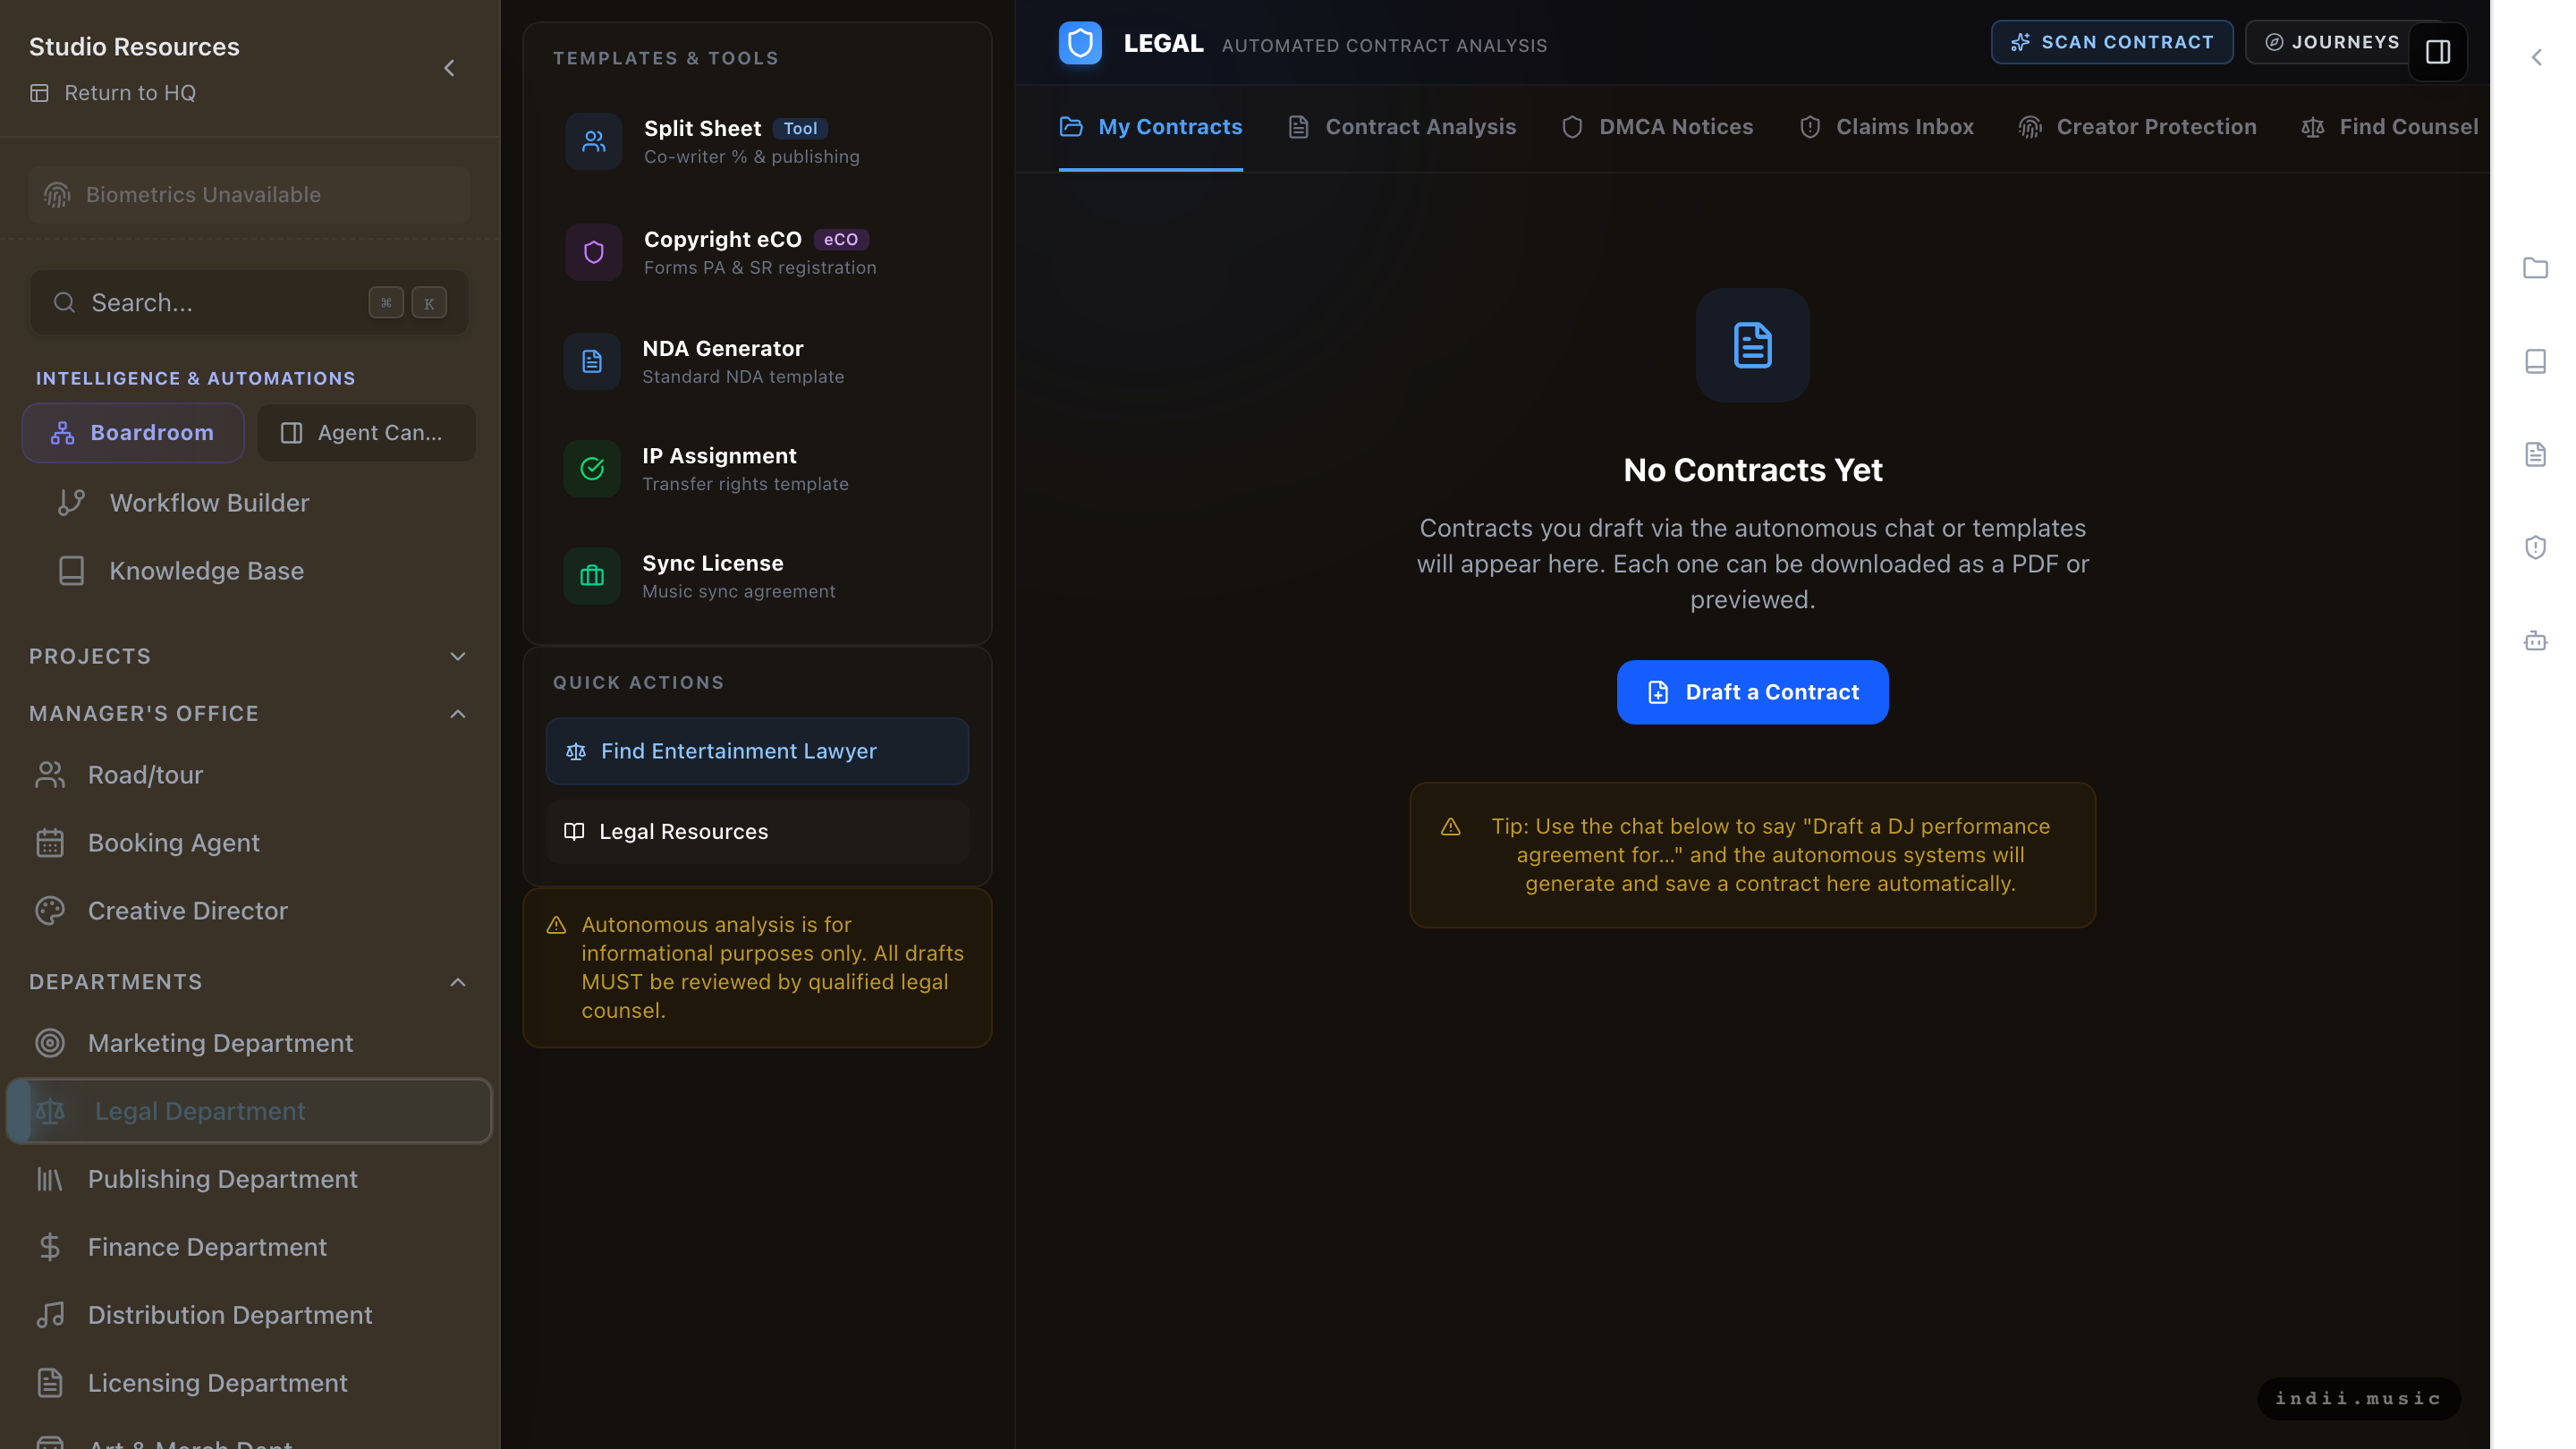 Studio Resources
Return to HQ
Biometrics Unavailable
Search...
⌘ K
INTELLIGENCE & AUTOMATIONS
Boardroom
Agent Can...
Workflow Builder
Knowledge Base
PROJECTS
MANAGER'S OFFICE
Road/tour
Booking Agent
Creative Director
DEPARTMENTS
Marketing Department
Legal Department
Publishing Department
Finance Department
Distribution Department
Licensing Department
Art & Merch Dept
TEMPLATES & TOOLS
Split Sheet Tool
Co-writer % & publishing
Copyright eCO eCO
Forms PA & SR registration
NDA Generator
Standard NDA template
IP Assignment
Transfer rights template
Sync License
Music sync agreement
QUICK ACTIONS
Find Entertainment Lawyer
Legal Resources
Autonomous analysis is for
informational purposes only. All drafts
MUST be reviewed by qualified legal
counsel.
LEGAL AUTOMATED CONTRACT ANALYSIS
SCAN CONTRACT
JOURNEYS
My Contracts
Contract Analysis
DMCA Notices
Claims Inbox
Creator Protection
Find Counsel
No Contracts Yet
Contracts you draft via the autonomous chat or templates
will appear here. Each one can be downloaded as a PDF or
previewed.
Draft a Contract
Tip: Use the chat below to say "Draft a DJ performance
agreement for..." and the autonomous systems will
generate and save a contract here automatically.
indii.music